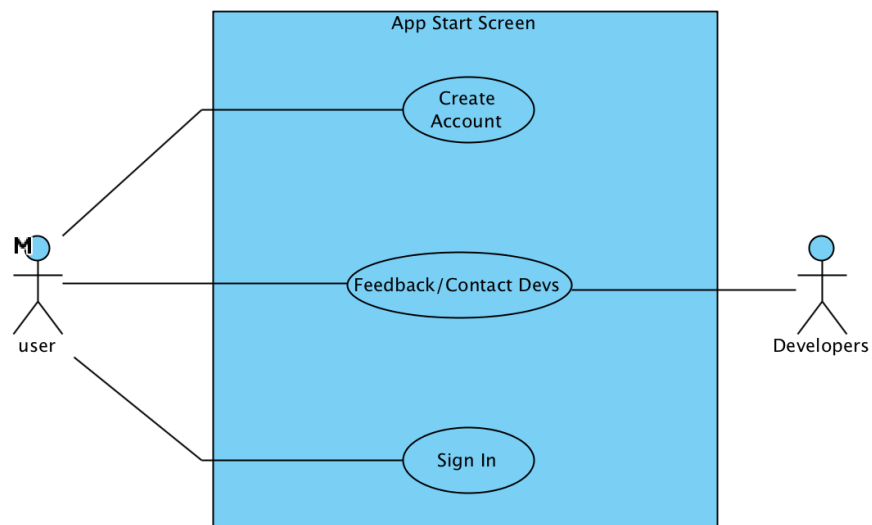 App Start Screen
Create
Account
M
Feedback/Contact Devs
user
Developers
Sign In